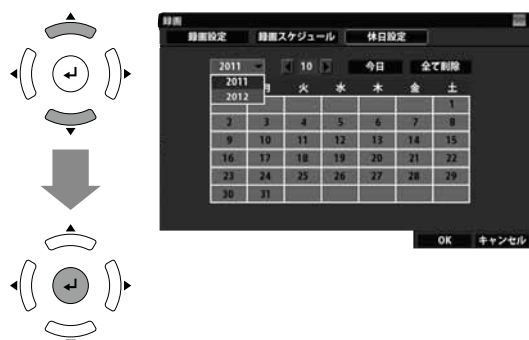 録画
録画設定 録画スケジュール 休日設定
2011 10 今日 全て削除
2011
2012
月 火 水 木 金 土
1
2 3 4 5 6 7 8
9 10 11 12 13 14 15
16 17 18 19 20 21 22
23 24 25 26 27 28 29
30 31
OK キャンセル